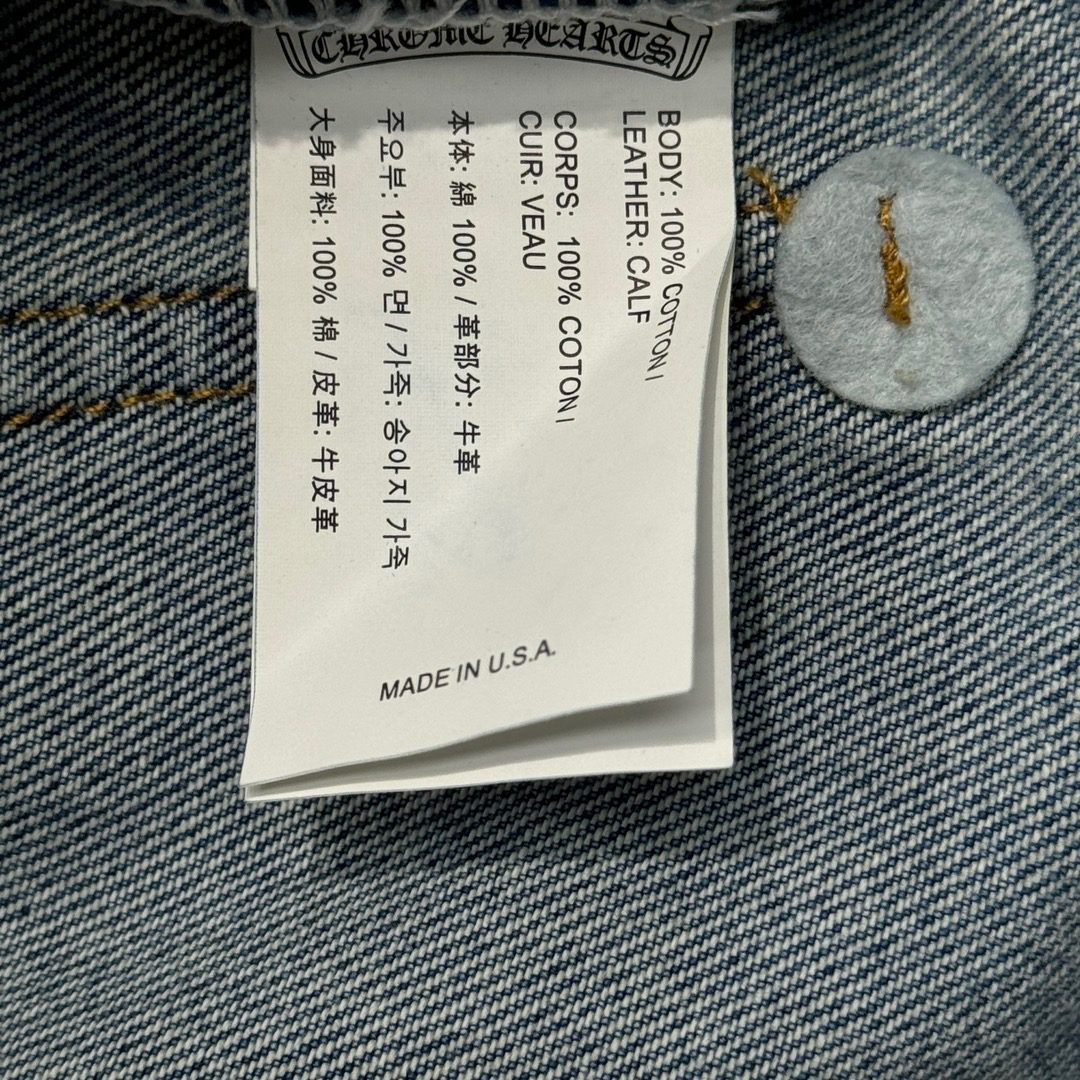 CHROME HEARTS
BODY: 100% COTTON /
LEATHER: CALF
CORPS: 100% COTON /
CUIR: VEAU
本体: 綿 100% / 革部分: 牛革
주요부: 100% 면 / 가죽: 송아지 가죽
大身面料: 100% 棉 / 皮革: 牛皮革
MADE IN U.S.A.